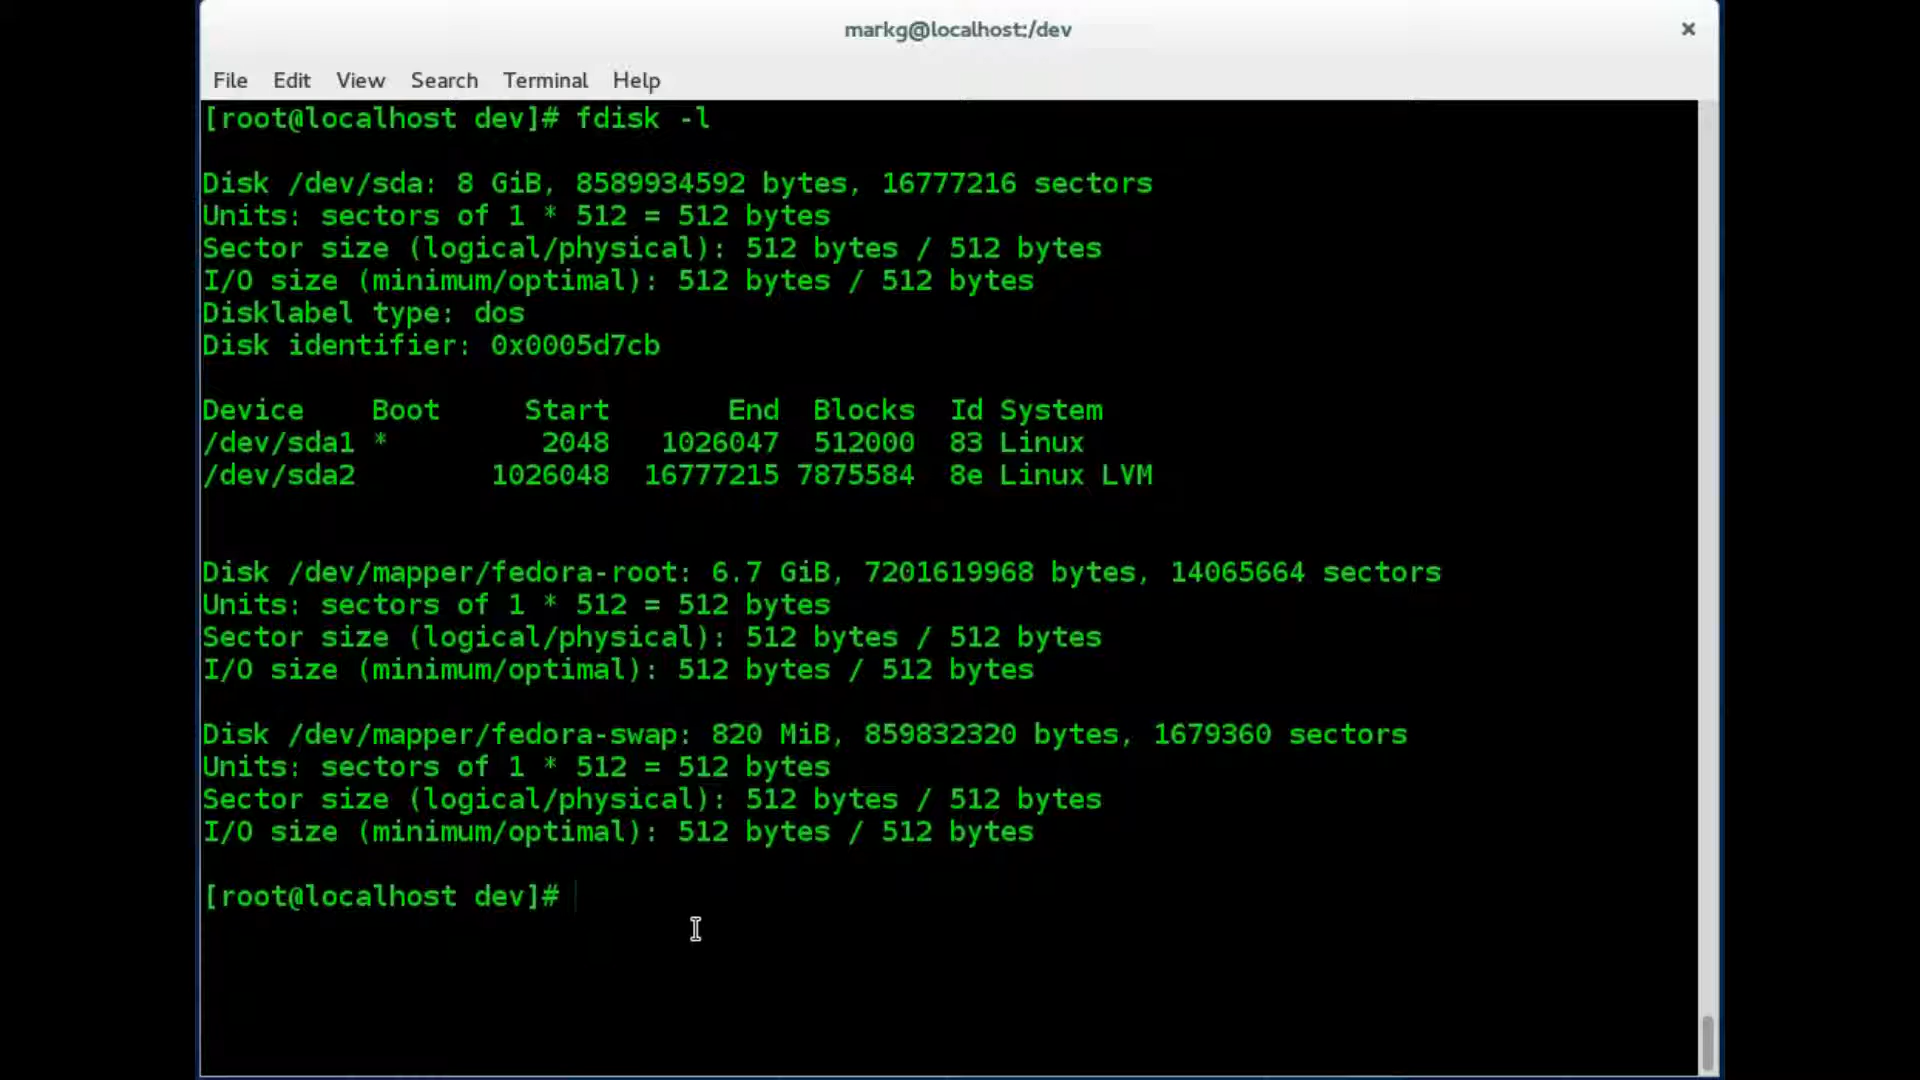 markg@localhost:/dev
File Edit View Search Terminal Help
[root@localhost dev]# fdisk -l
Disk /dev/sda: 8 GiB, 8589934592 bytes, 16777216 sectors
Units: sectors of 1 * 512 = 512 bytes
Sector size (logical/physical): 512 bytes / 512 bytes
I/O size (minimum/optimal): 512 bytes / 512 bytes
Disklabel type: dos
Disk identifier: 0x0005d7cb
Device    Boot     Start       End  Blocks  Id System
/dev/sda1 *         2048   1026047  512000  83 Linux
/dev/sda2        1026048  16777215 7875584  8e Linux LVM
Disk /dev/mapper/fedora-root: 6.7 GiB, 7201619968 bytes, 14065664 sectors
Units: sectors of 1 * 512 = 512 bytes
Sector size (logical/physical): 512 bytes / 512 bytes
I/O size (minimum/optimal): 512 bytes / 512 bytes
Disk /dev/mapper/fedora-swap: 820 MiB, 859832320 bytes, 1679360 sectors
Units: sectors of 1 * 512 = 512 bytes
Sector size (logical/physical): 512 bytes / 512 bytes
I/O size (minimum/optimal): 512 bytes / 512 bytes
[root@localhost dev]#